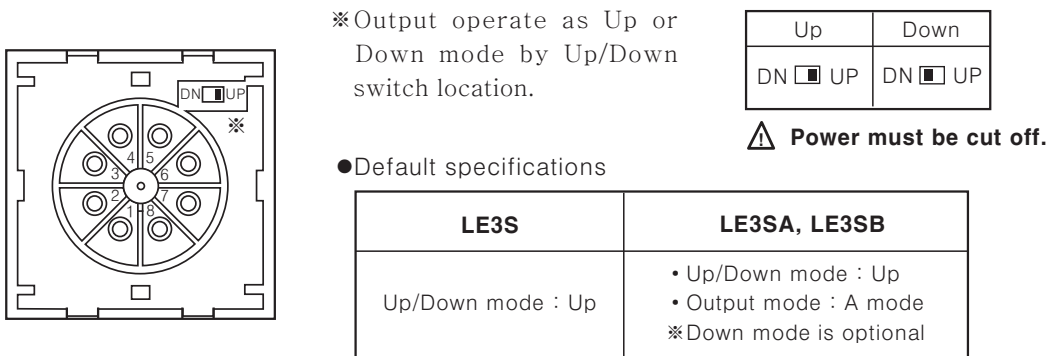 ※Output operate as Up or
Down mode by Up/Down
switch location.
Up Down
DN UP DN UP
Power must be cut off.
DN UP
※
4 5
3 6
2 7
1 8
●Default specifications
LE3S LE3SA, LE3SB
Up/Down mode : Up
• Up/Down mode : Up
• Output mode : A mode
※Down mode is optional